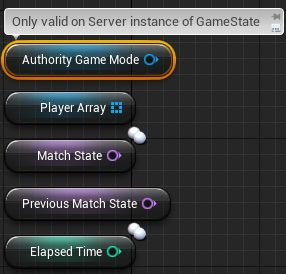 Only valid on Server instance of GameState
Authority Game Mode
Player Array
Match State
Previous Match State
Elapsed Time